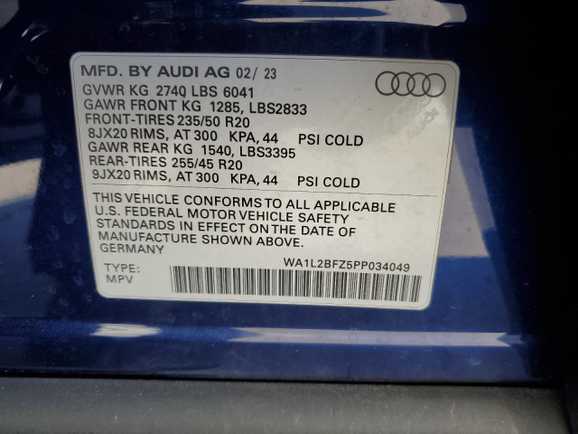 MFD. BY AUDI AG 02/ 23
GVWR KG 2740 LBS 6041
GAWR FRONT KG 1285, LBS2833
FRONT-TIRES 235/50 R20
8JX20 RIMS, AT 300 KPA, 44 PSI COLD
GAWR REAR KG 1540, LBS3395
REAR-TIRES 255/45 R20
9JX20 RIMS, AT 300 KPA, 44 PSI COLD
THIS VEHICLE CONFORMS TO ALL APPLICABLE
U.S. FEDERAL MOTOR VEHICLE SAFETY
STANDARDS IN EFFECT ON THE DATE OF
MANUFACTURE SHOWN ABOVE.
GERMANY
WA1L2BFZ5PP034049
TYPE:
MPV